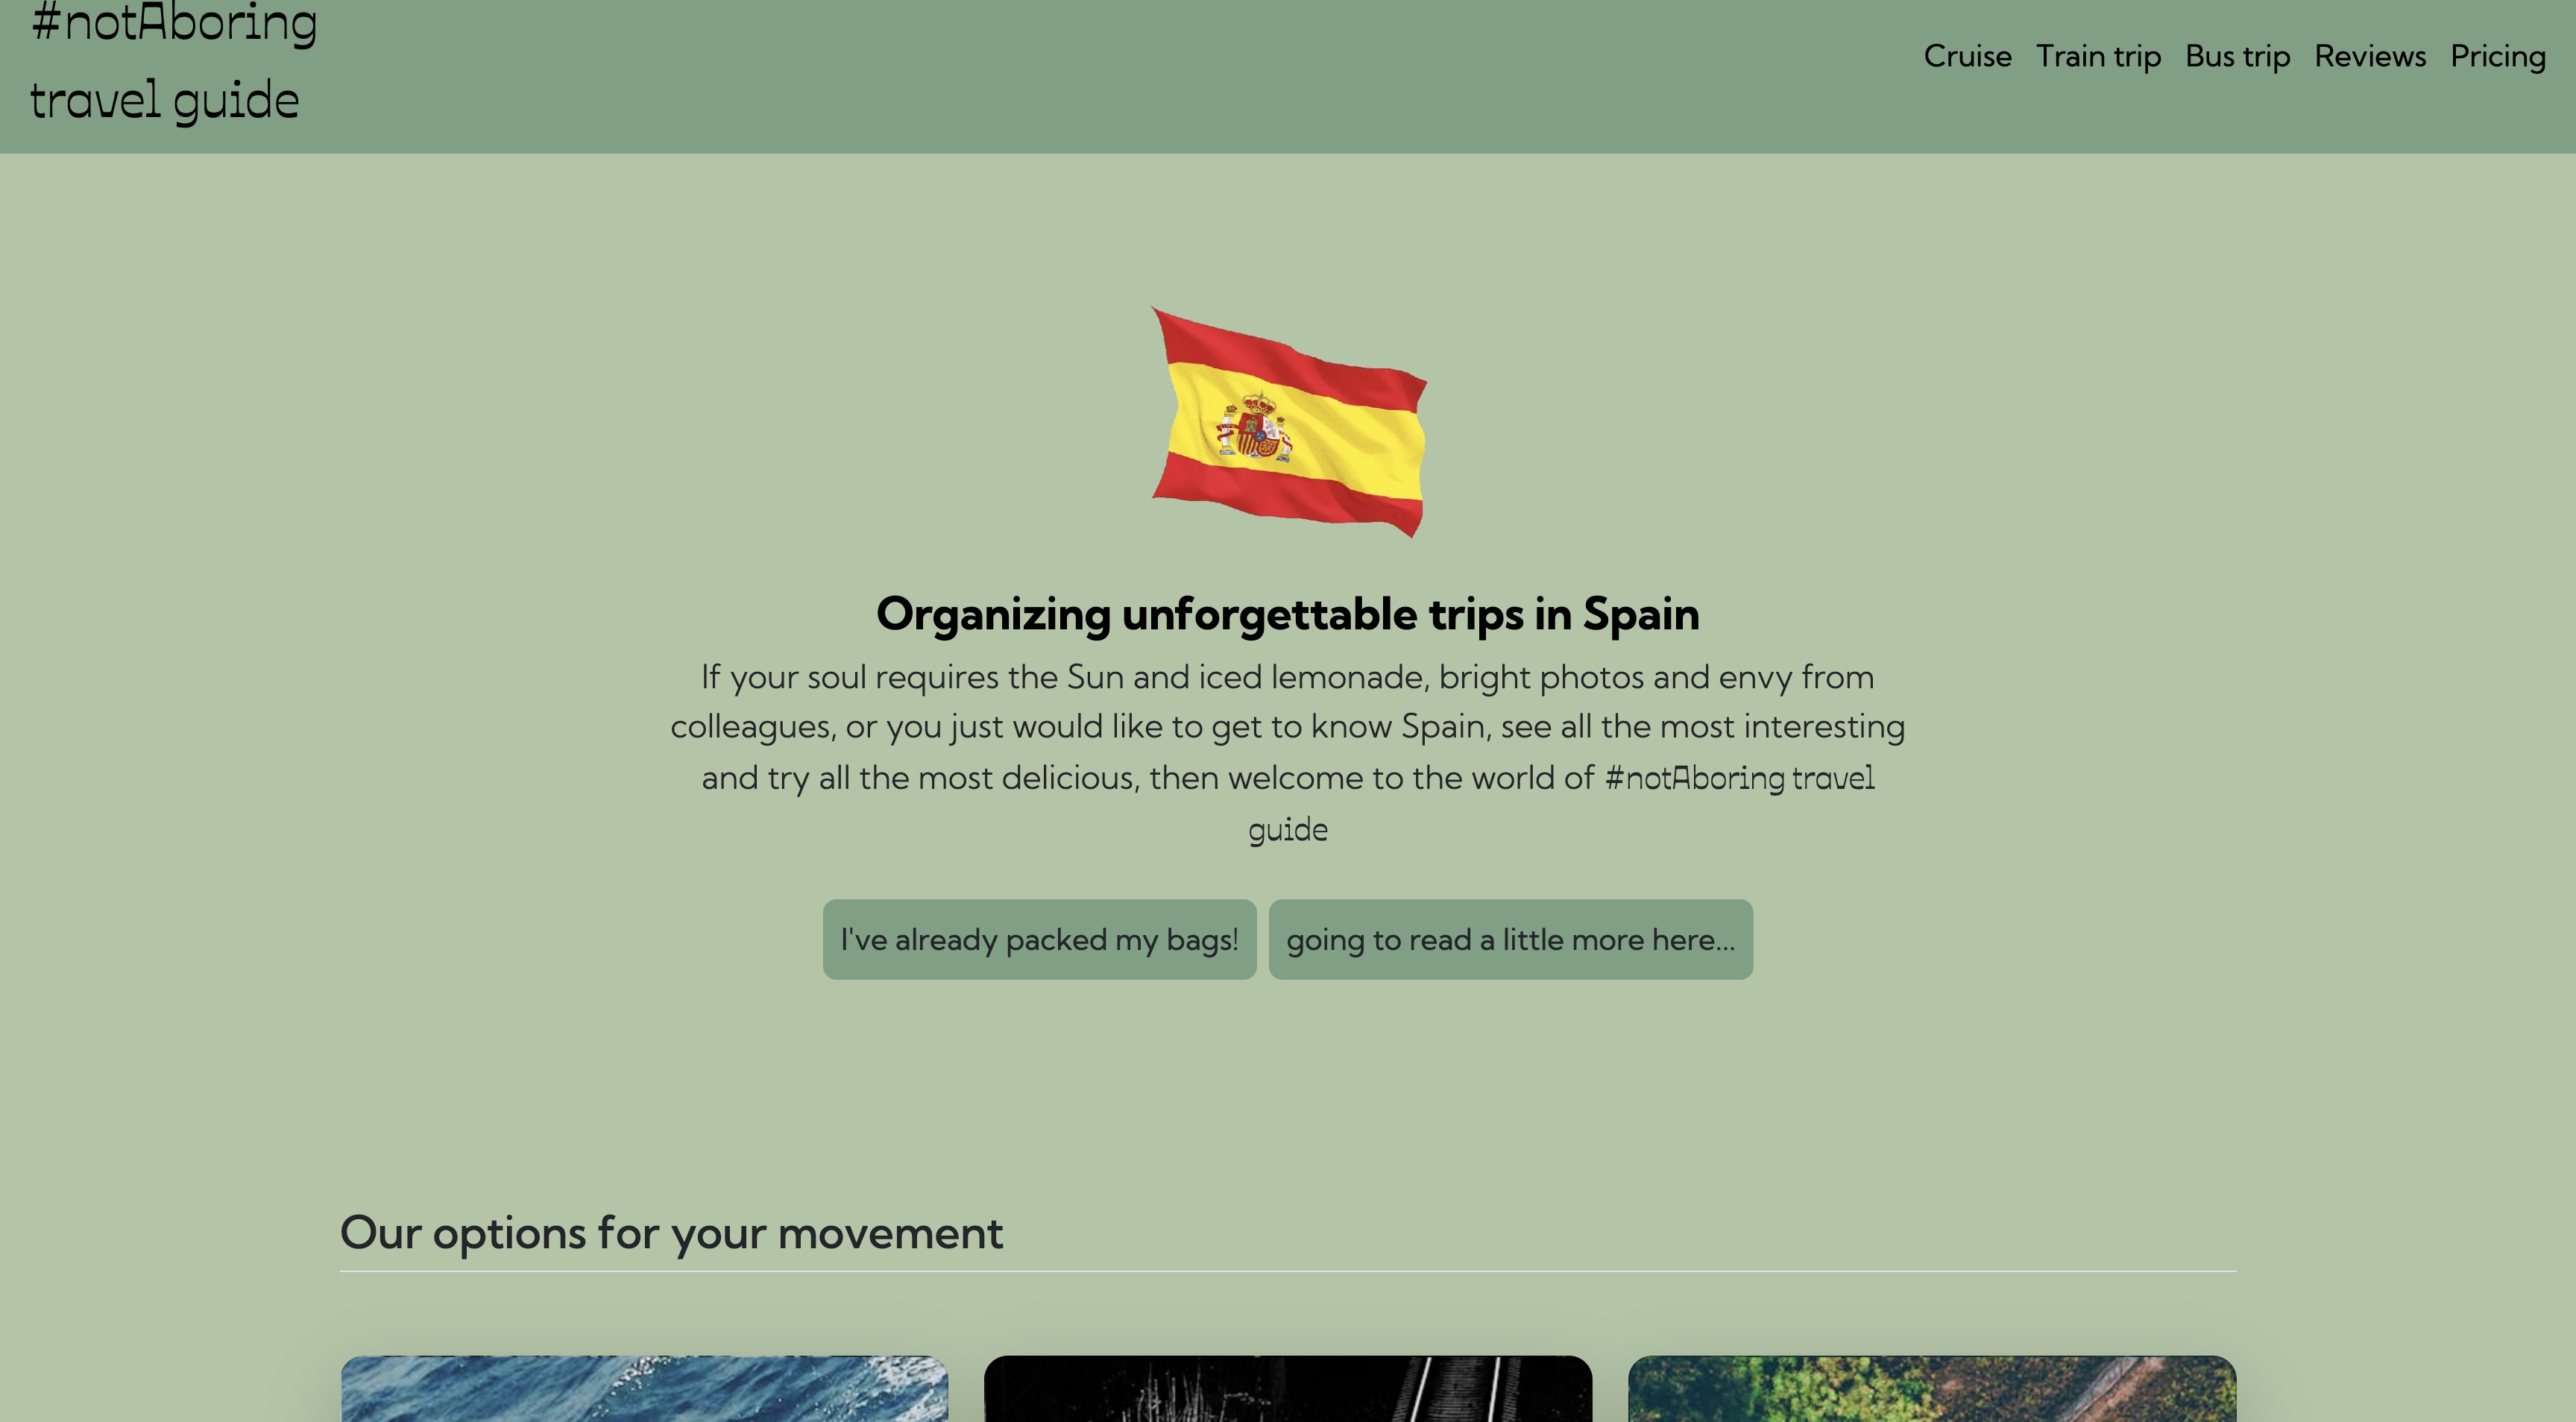 #notAboring
travel guide
Cruise Train trip Bus trip Reviews Pricing
Organizing unforgettable trips in Spain
If your soul requires the Sun and iced lemonade, bright photos and envy from
colleagues, or you just would like to get to know Spain, see all the most interesting
and try all the most delicious, then welcome to the world of #notAboring travel
guide
I've already packed my bags! going to read a little more here...
Our options for your movement